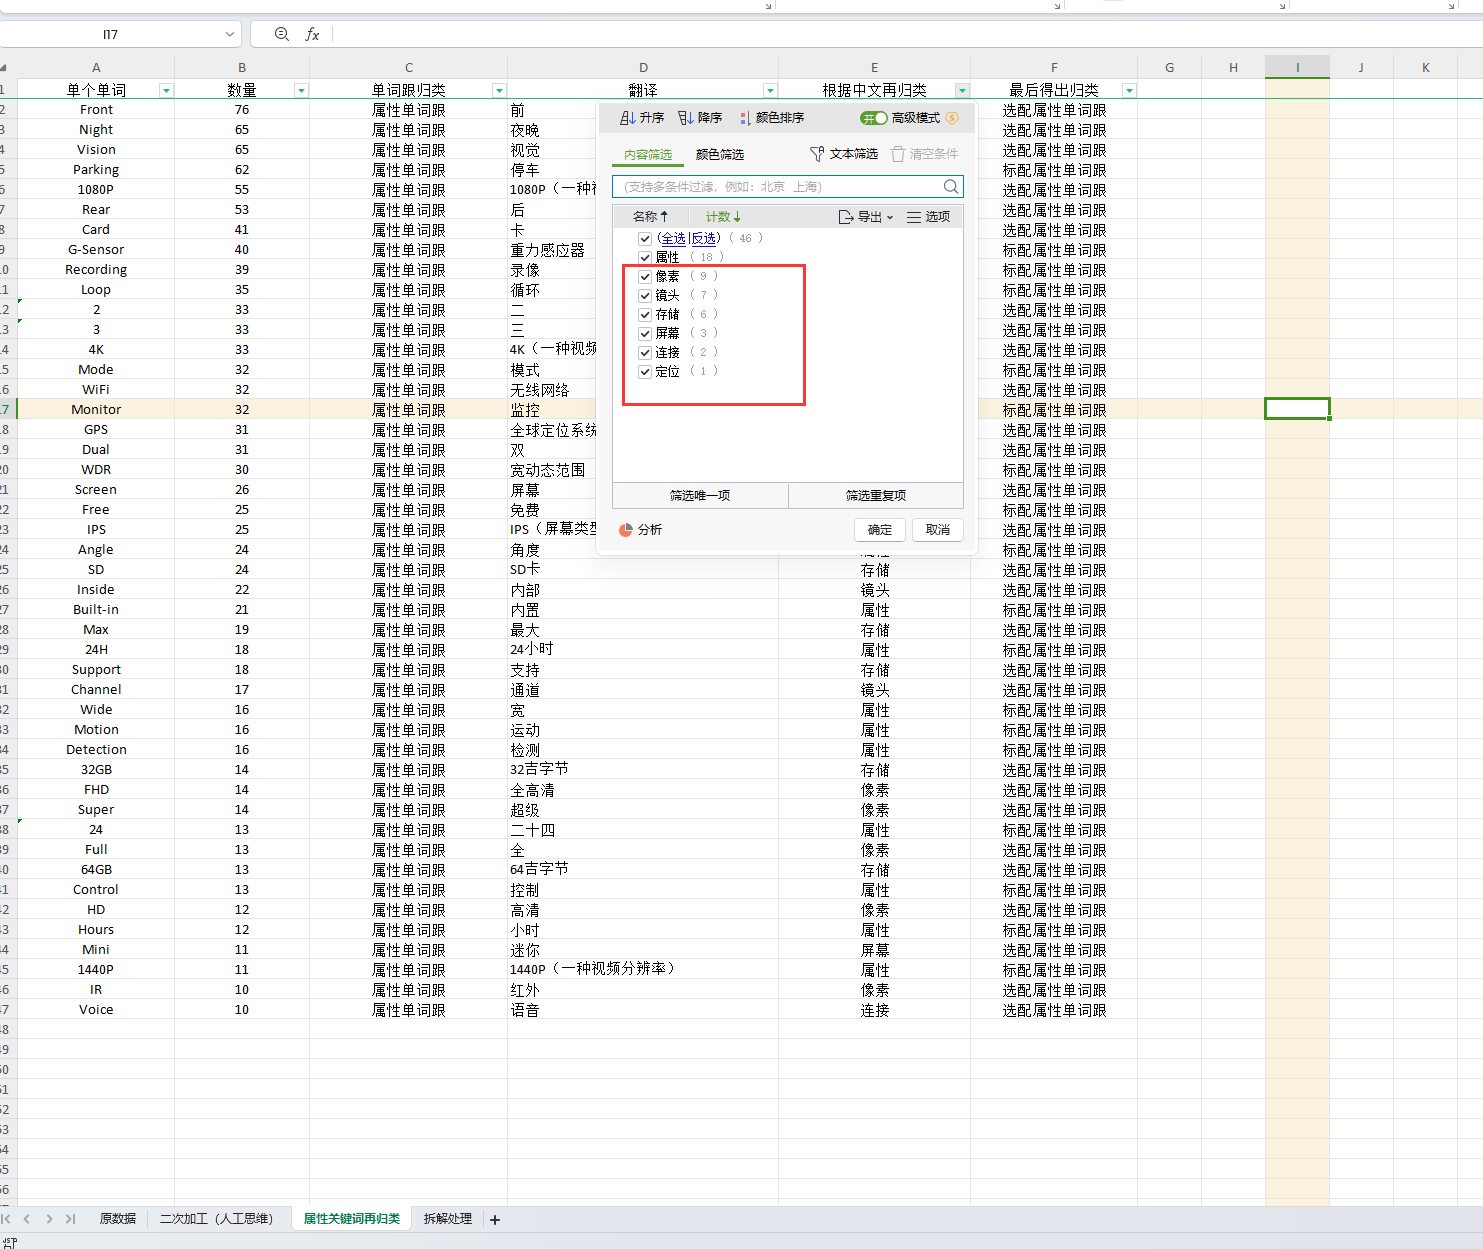 I17
fx
A B C D E F G H I J K
1 单个单词 数量 单词跟归类 翻译 根据中文再归类 最后得出归类
2 Front 76 属性单词跟 前 选配属性单词跟
3 Night 65 属性单词跟 夜晚 选配属性单词跟
4 Vision 65 属性单词跟 视觉 选配属性单词跟
5 Parking 62 属性单词跟 停车 标配属性单词跟
6 1080P 55 属性单词跟 1080P（一种视 选配属性单词跟
7 Rear 53 属性单词跟 后 选配属性单词跟
8 Card 41 属性单词跟 卡 选配属性单词跟
9 G-Sensor 40 属性单词跟 重力感应器 标配属性单词跟
10 Recording 39 属性单词跟 录像 标配属性单词跟
11 Loop 35 属性单词跟 循环 标配属性单词跟
12 2 33 属性单词跟 二 选配属性单词跟
13 3 33 属性单词跟 三 选配属性单词跟
14 4K 33 属性单词跟 4K（一种视频 选配属性单词跟
15 Mode 32 属性单词跟 模式 标配属性单词跟
16 WiFi 32 属性单词跟 无线网络 选配属性单词跟
17 Monitor 32 属性单词跟 监控 标配属性单词跟
18 GPS 31 属性单词跟 全球定位系统 选配属性单词跟
19 Dual 31 属性单词跟 双 选配属性单词跟
20 WDR 30 属性单词跟 宽动态范围 标配属性单词跟
21 Screen 26 属性单词跟 屏幕 选配属性单词跟
22 Free 25 属性单词跟 免费 选配属性单词跟
23 IPS 25 属性单词跟 IPS（屏幕类型 选配属性单词跟
24 Angle 24 属性单词跟 角度 属性 标配属性单词跟
25 SD 24 属性单词跟 SD卡 存储 选配属性单词跟
26 Inside 22 属性单词跟 内部 镜头 选配属性单词跟
27 Built-in 21 属性单词跟 内置 属性 标配属性单词跟
28 Max 19 属性单词跟 最大 存储 选配属性单词跟
29 24H 18 属性单词跟 24小时 属性 标配属性单词跟
30 Support 18 属性单词跟 支持 存储 选配属性单词跟
31 Channel 17 属性单词跟 通道 镜头 选配属性单词跟
32 Wide 16 属性单词跟 宽 属性 标配属性单词跟
33 Motion 16 属性单词跟 运动 属性 标配属性单词跟
34 Detection 16 属性单词跟 检测 属性 标配属性单词跟
35 32GB 14 属性单词跟 32吉字节 存储 选配属性单词跟
36 FHD 14 属性单词跟 全高清 像素 选配属性单词跟
37 Super 14 属性单词跟 超级 像素 选配属性单词跟
38 24 13 属性单词跟 二十四 属性 标配属性单词跟
39 Full 13 属性单词跟 全 像素 选配属性单词跟
40 64GB 13 属性单词跟 64吉字节 存储 选配属性单词跟
41 Control 13 属性单词跟 控制 属性 标配属性单词跟
42 HD 12 属性单词跟 高清 像素 选配属性单词跟
43 Hours 12 属性单词跟 小时 属性 标配属性单词跟
44 Mini 11 属性单词跟 迷你 屏幕 选配属性单词跟
45 1440P 11 属性单词跟 1440P（一种视频分辨率） 属性 标配属性单词跟
46 IR 10 属性单词跟 红外 像素 选配属性单词跟
47 Voice 10 属性单词跟 语音 连接 选配属性单词跟
升序 降序 颜色排序 开 高级模式
内容筛选 颜色筛选 文本筛选 清空条件
（支持多条件过滤，例如：北京 上海）
名称↑ 计数↓ 导出 选项
(全选|反选)（46）
属性（18）
像素（9）
镜头（7）
存储（6）
屏幕（3）
连接（2）
定位（1）
筛选唯一项 筛选重复项
分析 确定 取消
原数据 二次加工（人工思维） 属性关键词再归类 拆解处理 +